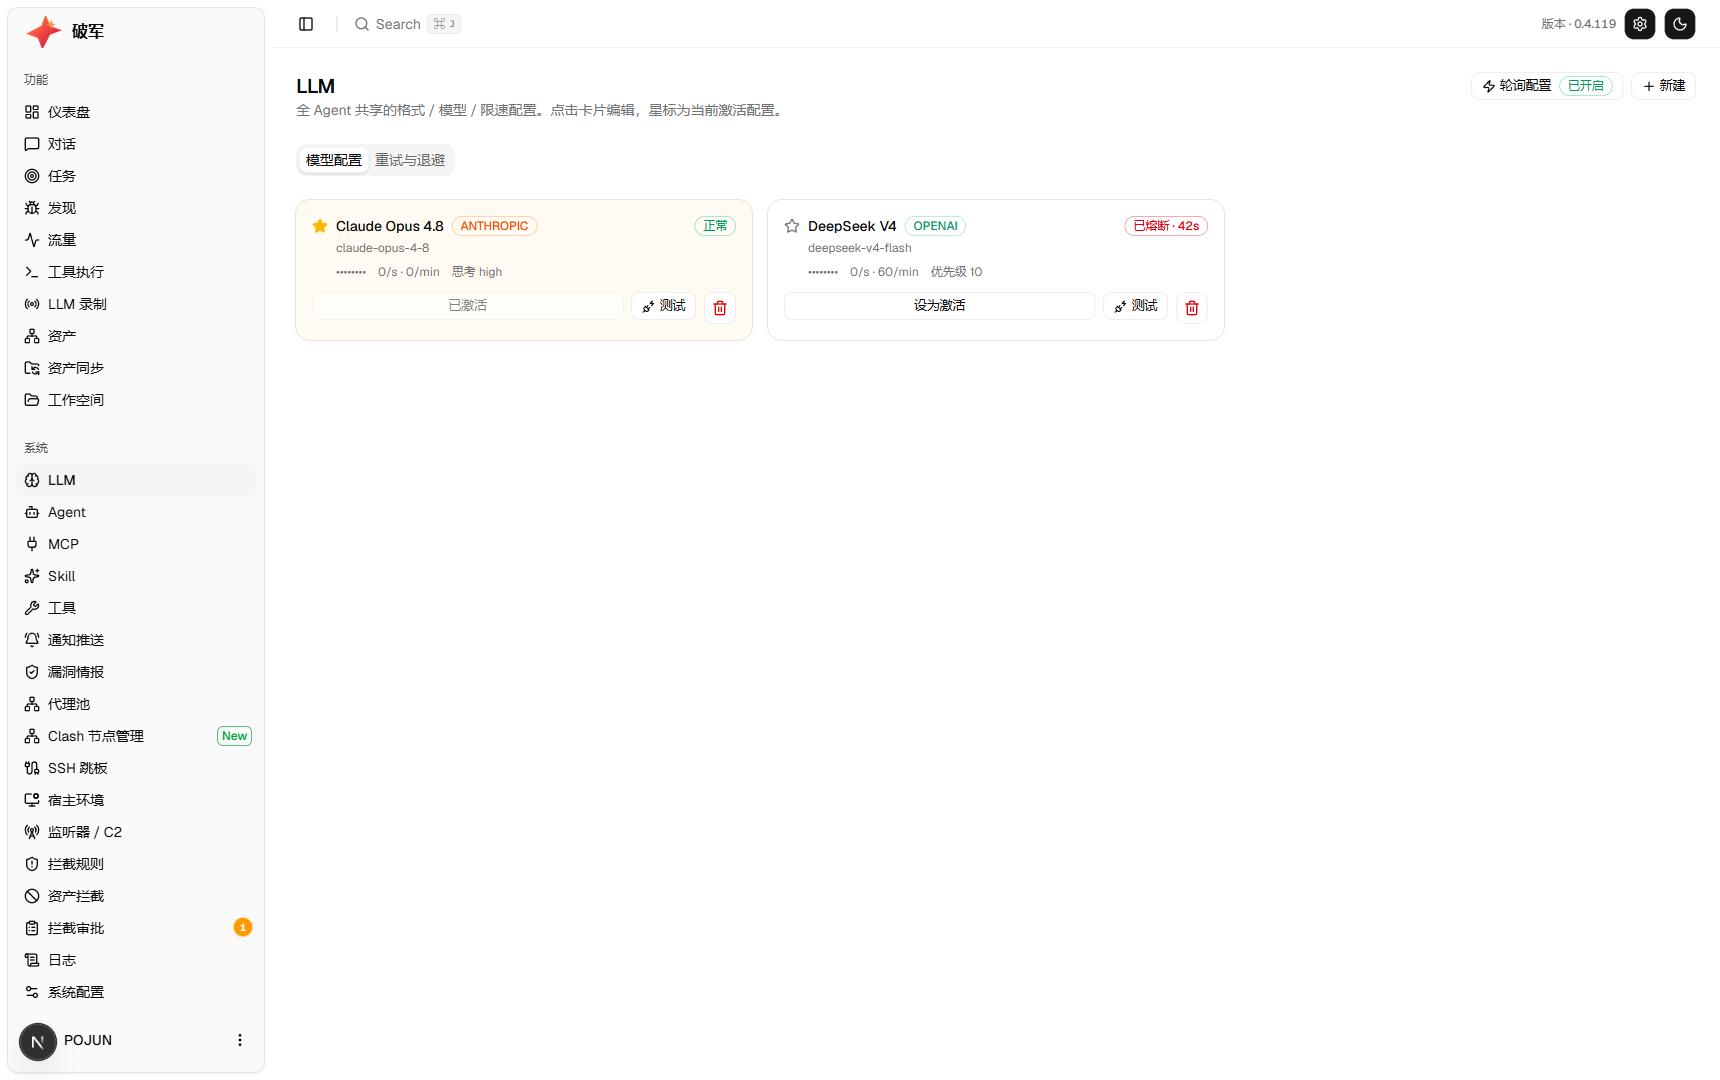 破军
功能
仪表盘
对话
任务
发现
流量
工具执行
LLM 录制
资产
资产同步
工作空间
系统
LLM
Agent
MCP
Skill
工具
通知推送
漏洞情报
代理池
Clash 节点管理 New
SSH 跳板
宿主环境
监听器 / C2
拦截规则
资产拦截
拦截审批 1
日志
系统配置
N POJUN
Search ⌘ J
版本 · 0.4.119
LLM
全 Agent 共享的格式 / 模型 / 限速配置。点击卡片编辑，星标为当前激活配置。
轮询配置 已开启
新建
模型配置 重试与退避
Claude Opus 4.8 ANTHROPIC 正常
claude-opus-4-8
•••••••• 0/s · 0/min 思考 high
已激活 测试
DeepSeek V4 OPENAI 已熔断 · 42s
deepseek-v4-flash
•••••••• 0/s · 60/min 优先级 10
设为激活 测试